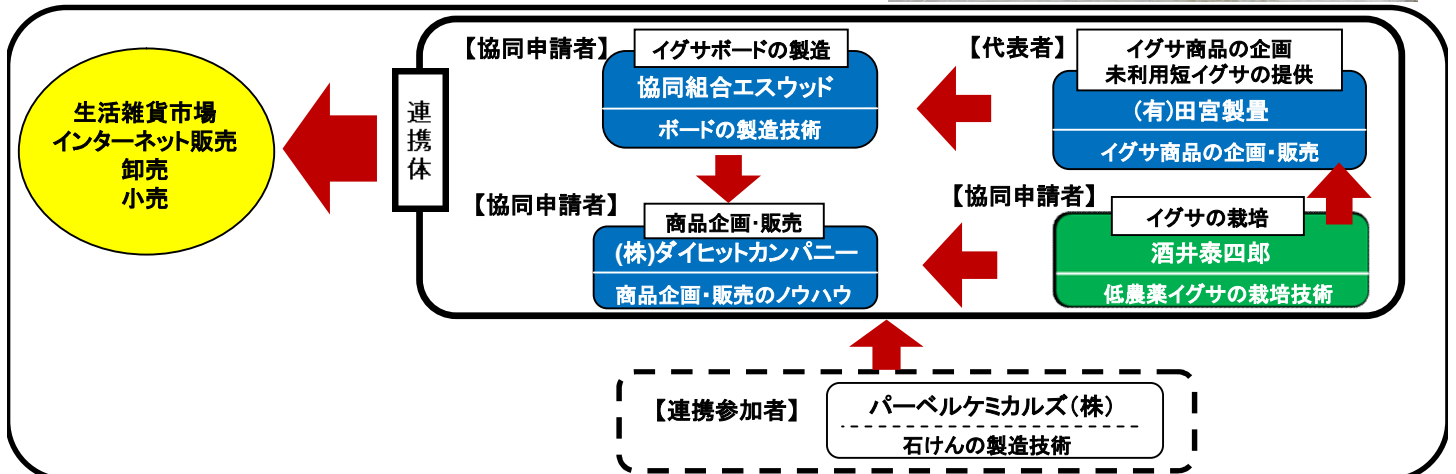 生活雑貨市場
インターネット販売
卸売
小売
連携体
【協同申請者】
イグサボードの製造
協同組合エスウッド
ボードの製造技術
【代表者】
イグサ商品の企画
未利用短イグサの提供
(有)田宮製畳
イグサ商品の企画・販売
【協同申請者】
商品企画・販売
(株)ダイヒットカンパニー
商品企画・販売のノウハウ
【協同申請者】
イグサの栽培
酒井泰四郎
低農薬イグサの栽培技術
【連携参加者】
パーベルケミカルズ(株)
石けんの製造技術